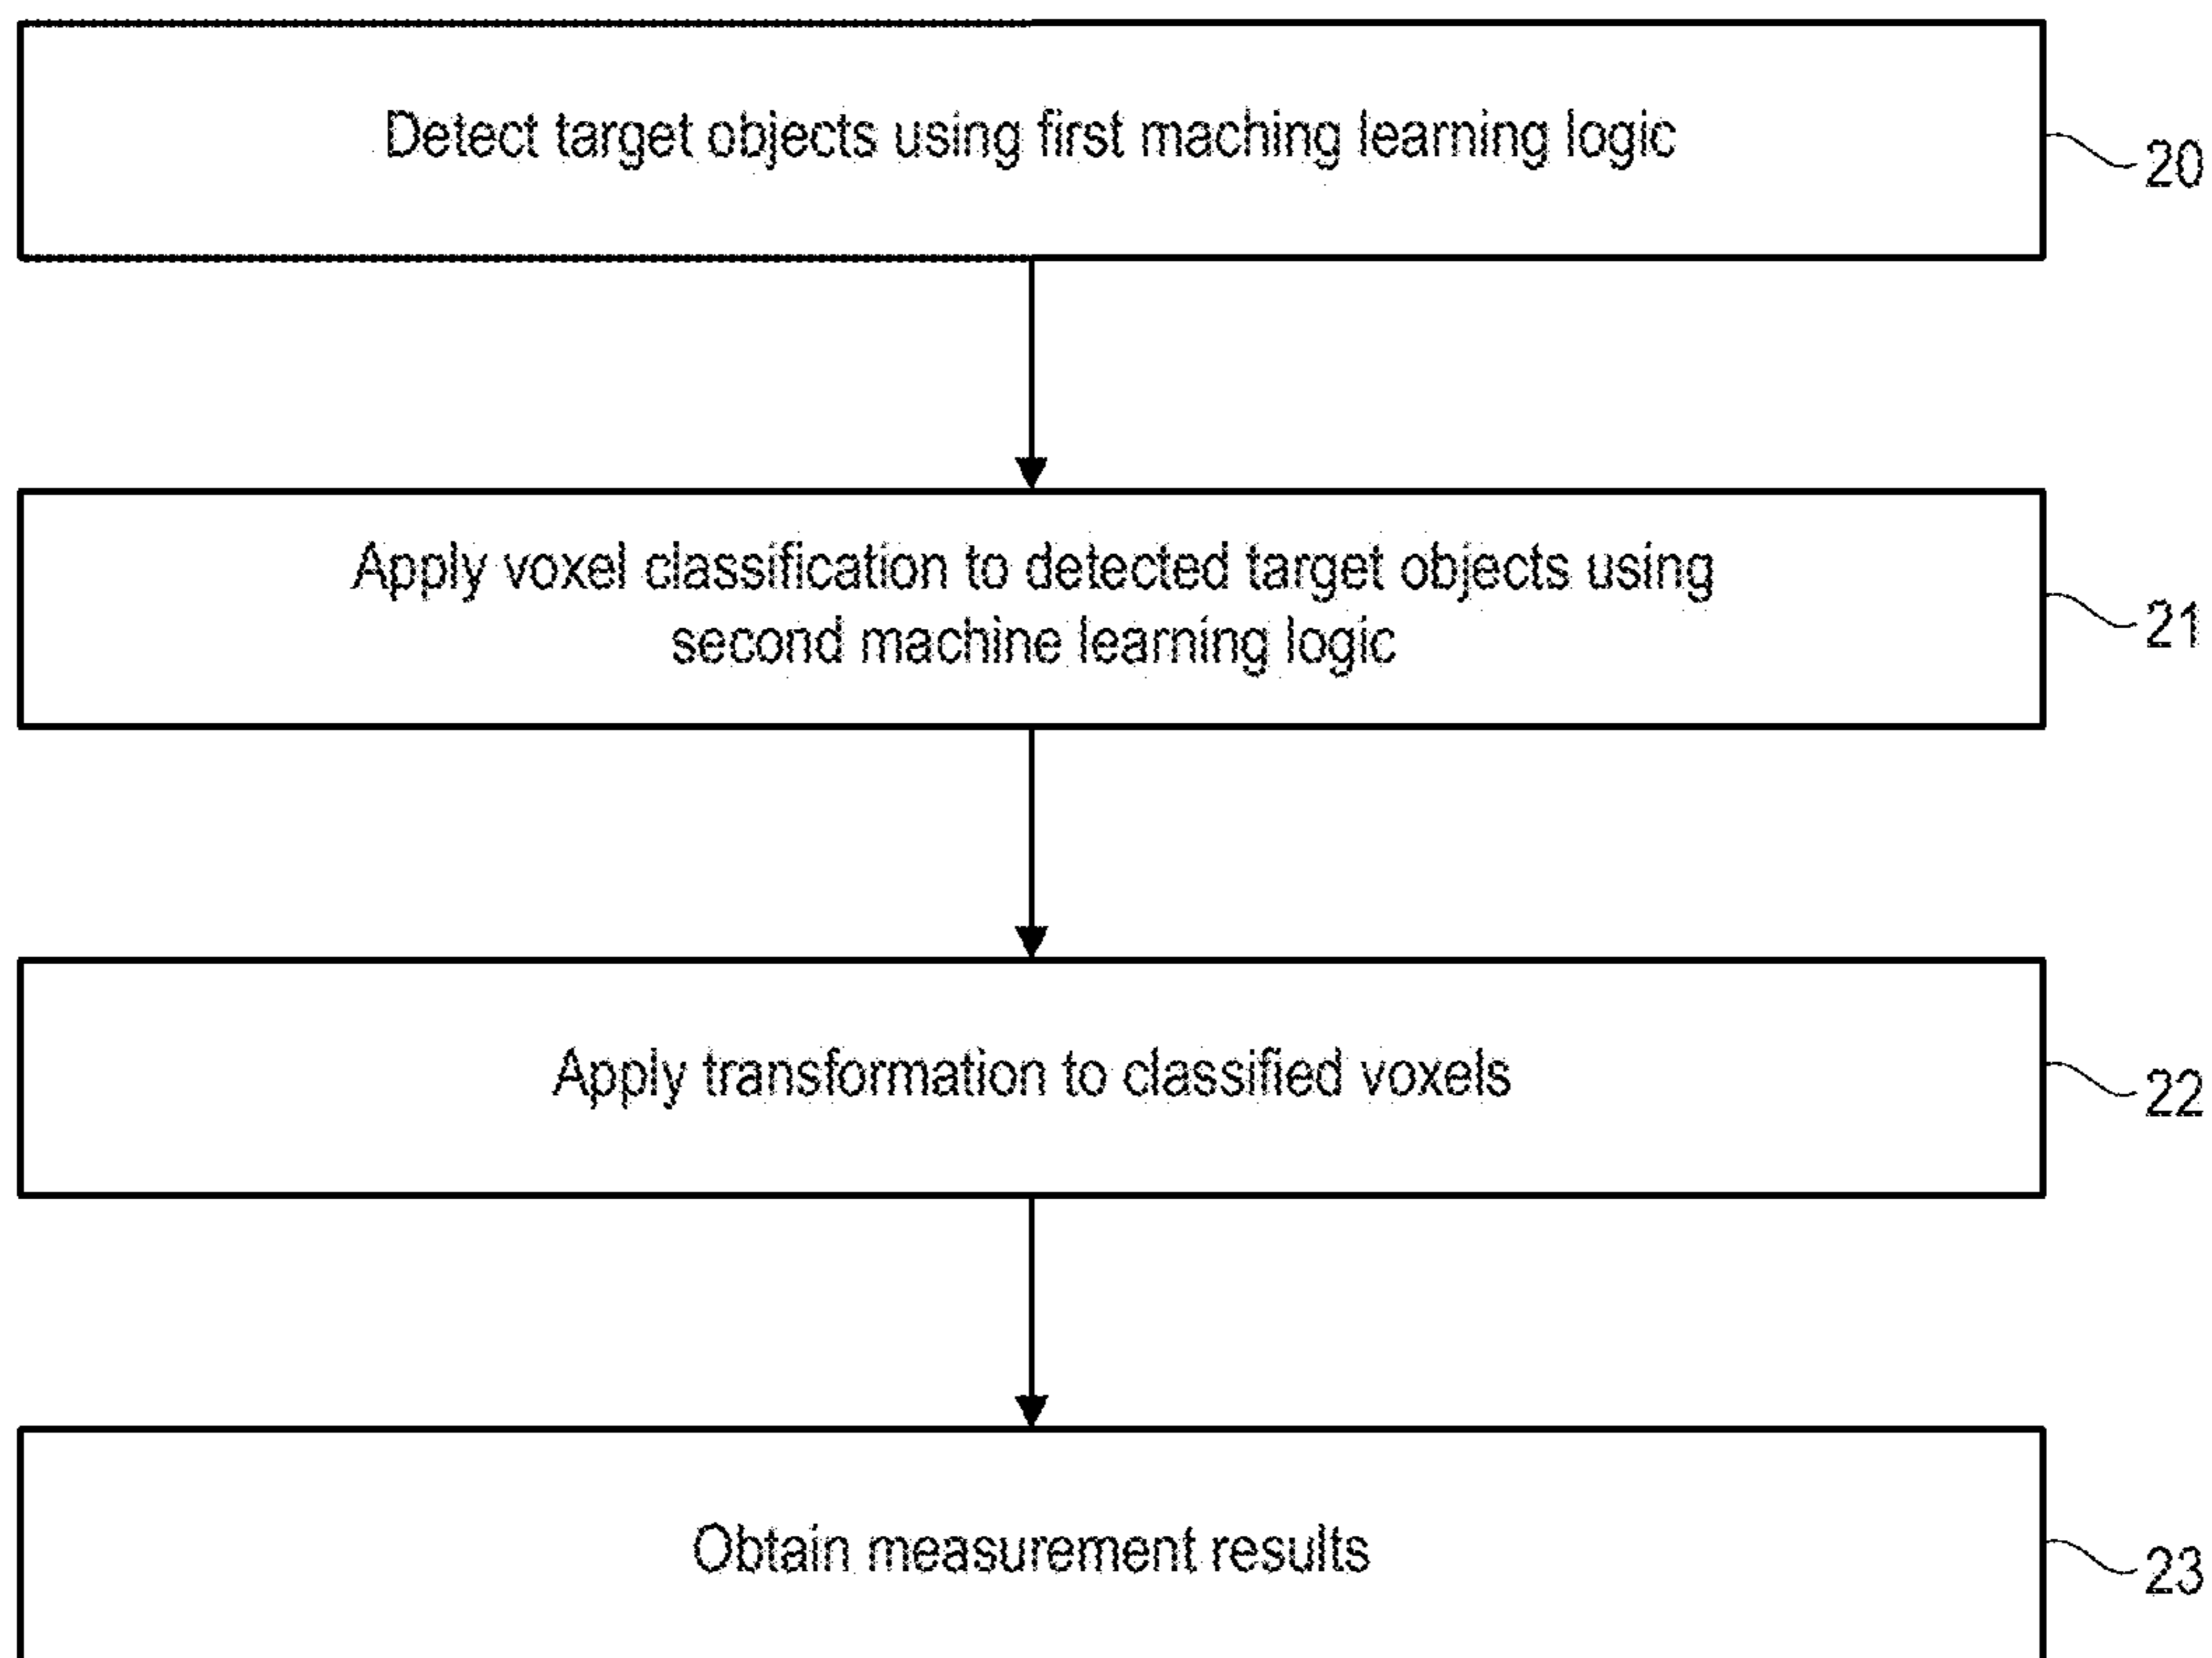 Detect target objects using first maching learning logic
20
Apply voxel classification to detected target objects using
second machine learning logic
21
Apply transformation to classified voxels
22
Obtain measurement results
23